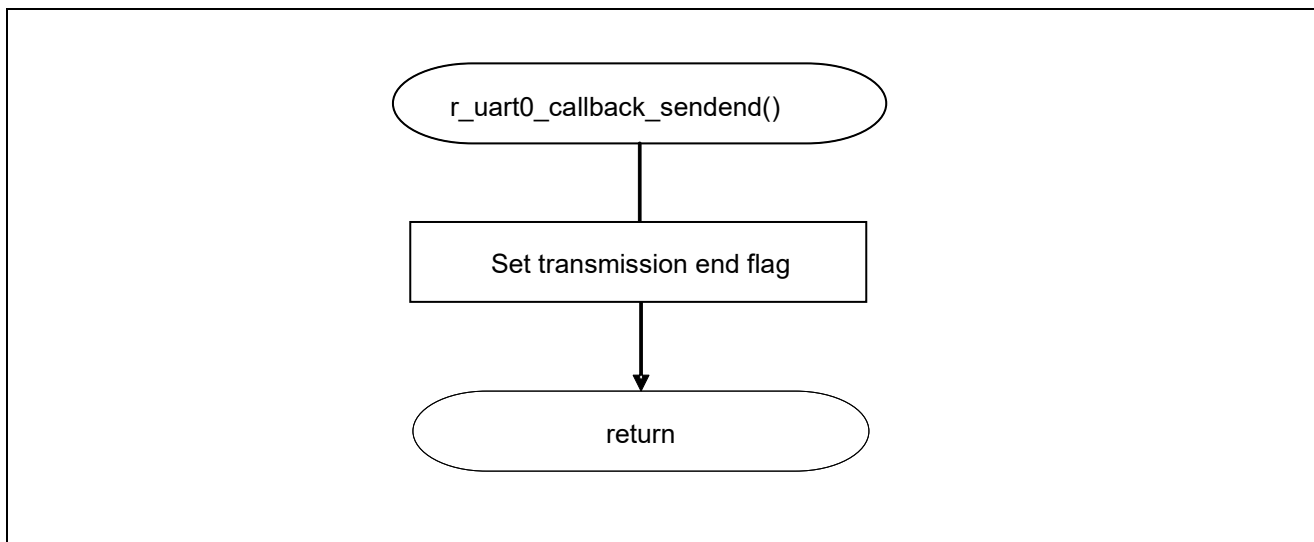 r_uart0_callback_sendend()
Set transmission end flag
return